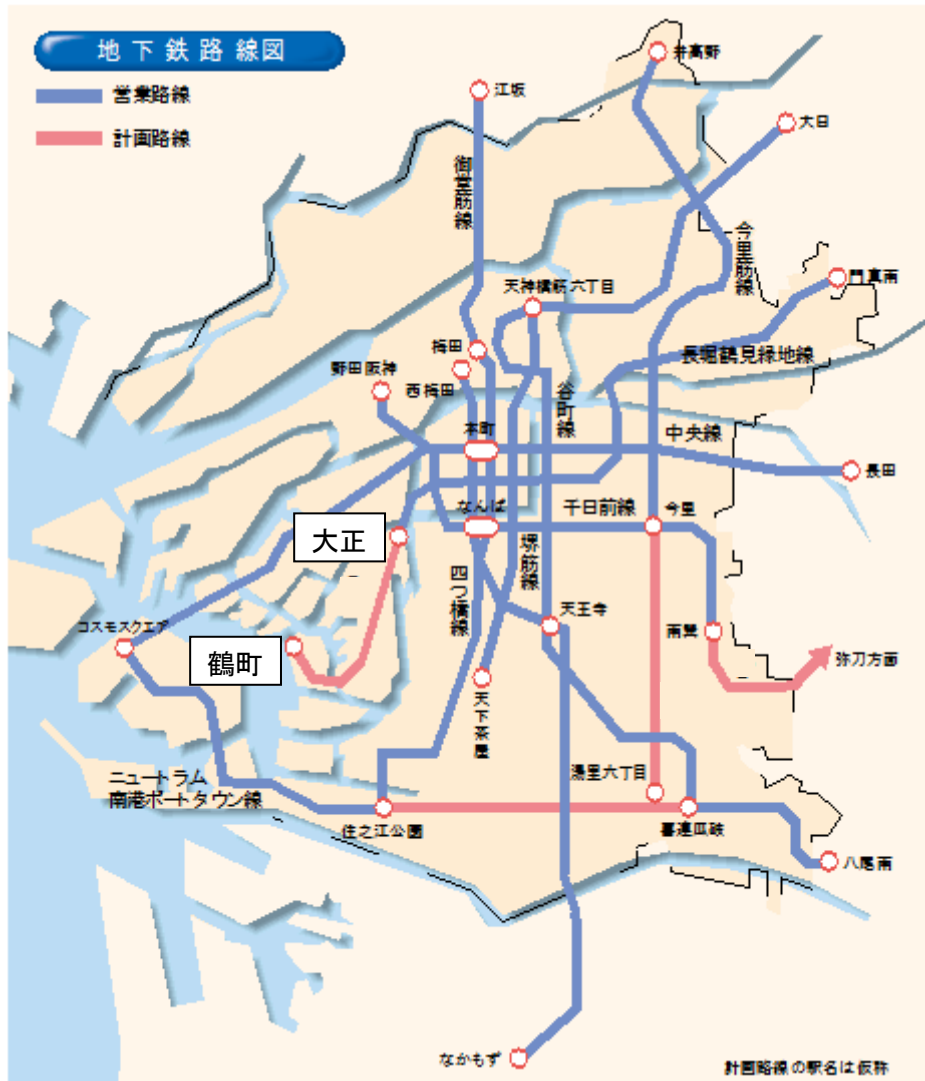 地下鉄路線図
営業路線
計画路線
井高野
江坂
大日
御堂筋線
今里筋線
門真南
天神橋筋六丁目
梅田
野田阪神
西梅田
長堀鶴見緑地線
谷町線
本町
中央線
長田
なんば
千日前線
今里
大正
堺筋線
四つ橋線
天王寺
コスモスクエア
南巽
鶴町
弥刀方面
天下茶屋
湯里六丁目
ニュートラム
南港ポートタウン線
住之江公園
喜連瓜破
八尾南
なかもず
計画路線の駅名は仮称